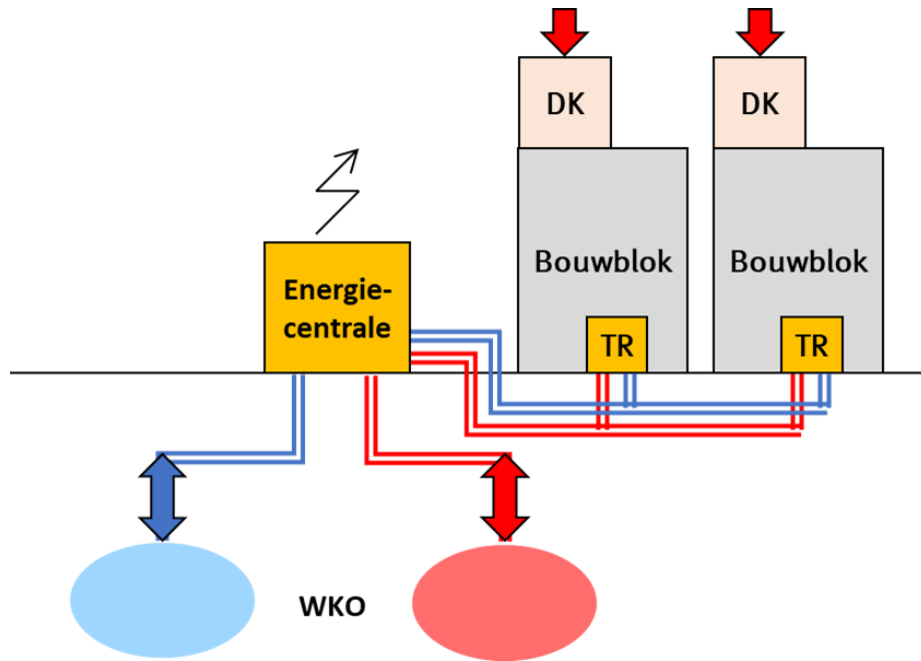 DK
DK
Bouwblok
Bouwblok
Energie-
centrale
TR
TR
WKO